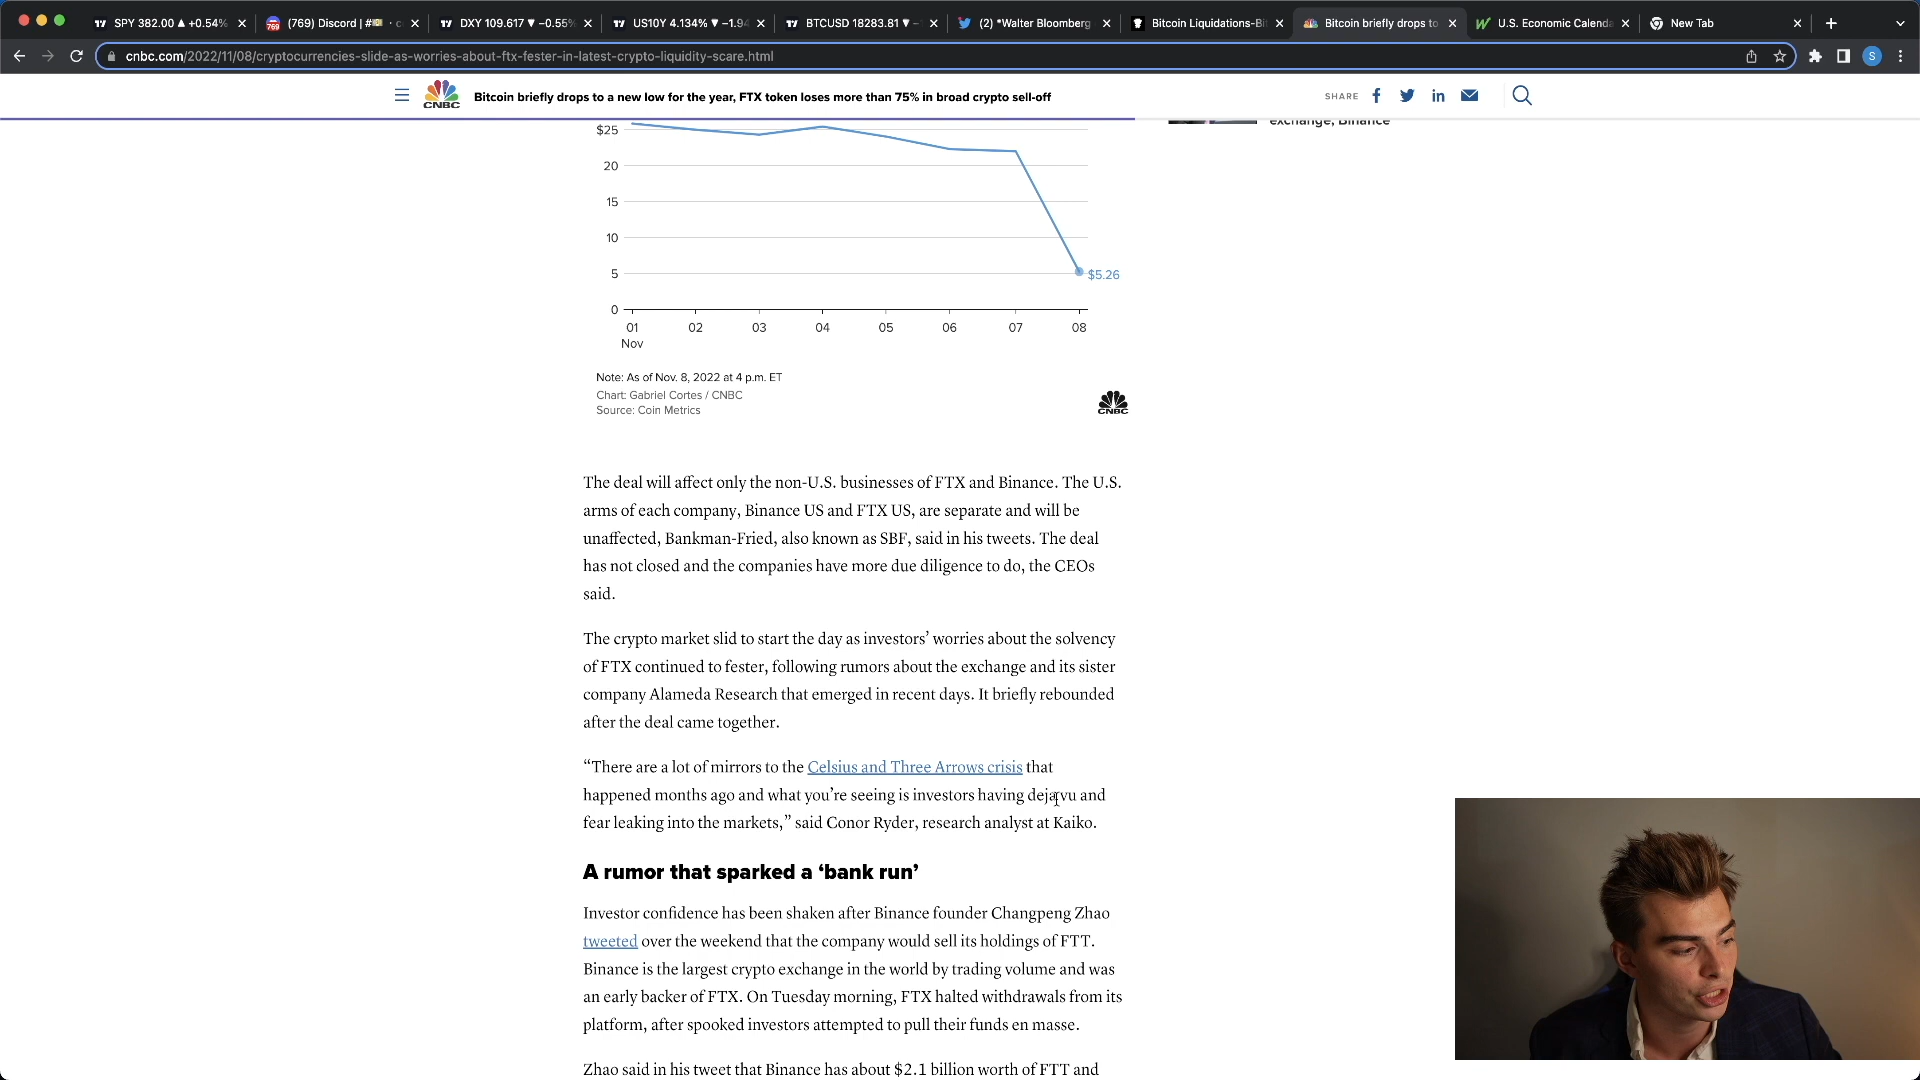 SPY 382.00 ▲ +0.54%
(769) Discord | #
DXY 109.617 ▼ −0.55%
US10Y 4.134% ▼ −1.94
BTCUSD 18283.81 ▼ −
(2) *Walter Bloomberg
Bitcoin Liquidations-Bi
Bitcoin briefly drops to
U.S. Economic Calenda
New Tab
769
cnbc.com/2022/11/08/cryptocurrencies-slide-as-worries-about-ftx-fester-in-latest-crypto-liquidity-scare.html
S
CNBC
Bitcoin briefly drops to a new low for the year, FTX token loses more than 75% in broad crypto sell-off
SHARE
exchange, Binance
$25
20
15
10
5
$5.26
0
01 02 03 04 05 06 07 08
Nov
Note: As of Nov. 8, 2022 at 4 p.m. ET
Chart: Gabriel Cortes / CNBC
Source: Coin Metrics
CNBC
The deal will affect only the non-U.S. businesses of FTX and Binance. The U.S.
arms of each company, Binance US and FTX US, are separate and will be
unaffected, Bankman-Fried, also known as SBF, said in his tweets. The deal
has not closed and the companies have more due diligence to do, the CEOs
said.
The crypto market slid to start the day as investors’ worries about the solvency
of FTX continued to fester, following rumors about the exchange and its sister
company Alameda Research that emerged in recent days. It briefly rebounded
after the deal came together.
“There are a lot of mirrors to the Celsius and Three Arrows crisis that
happened months ago and what you’re seeing is investors having deja vu and
fear leaking into the markets,” said Conor Ryder, research analyst at Kaiko.
A rumor that sparked a ‘bank run’
Investor confidence has been shaken after Binance founder Changpeng Zhao
tweeted over the weekend that the company would sell its holdings of FTT.
Binance is the largest crypto exchange in the world by trading volume and was
an early backer of FTX. On Tuesday morning, FTX halted withdrawals from its
platform, after spooked investors attempted to pull their funds en masse.
Zhao said in his tweet that Binance has about $2.1 billion worth of FTT and